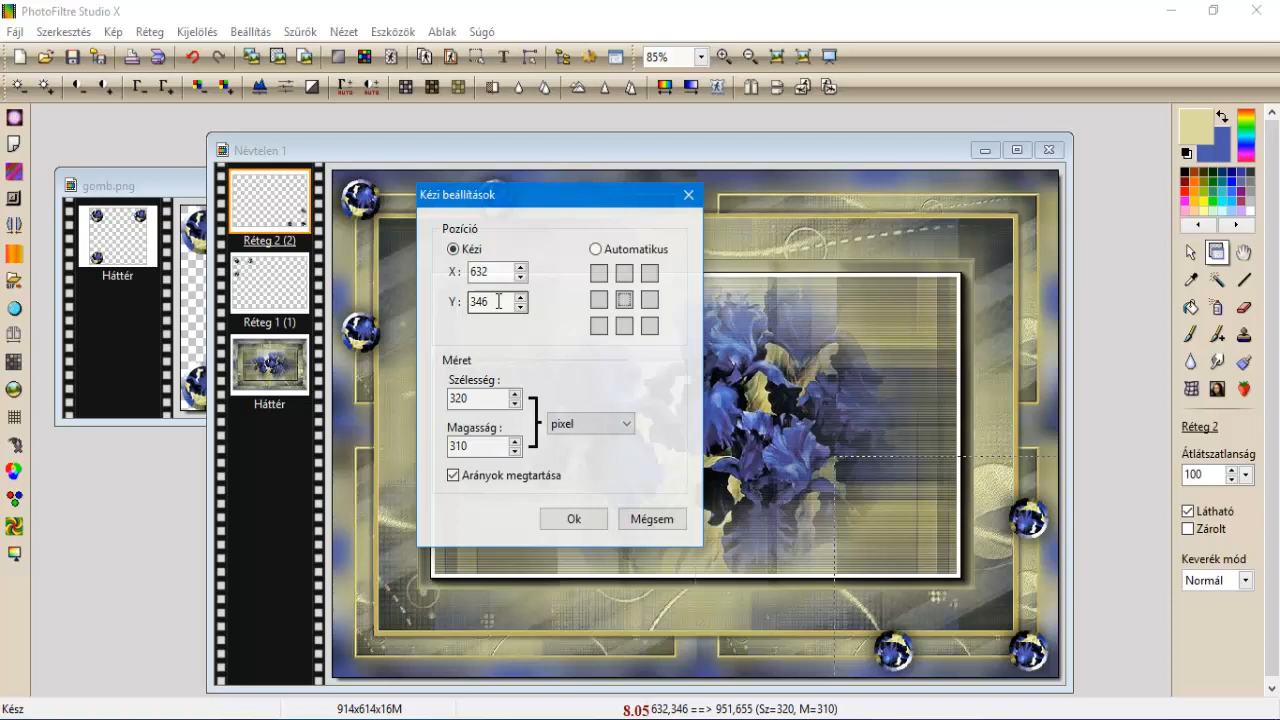 PhotoFiltre Studio X
Fájl Szerkesztés Kép Réteg Kijelölés Beállítás Szűrők Nézet Eszközök Ablak Súgó
85%
gomb.png
Háttér
Névtelen 1
Réteg 2 (2)
Réteg 1 (1)
Háttér
Kézi beállítások
Pozíció
Kézi
Automatikus
X : 632
Y : 346
Méret
Szélesség :
320
pixel
Magasság :
310
Arányok megtartása
Ok Mégsem
Réteg 2
Átlátszatlanság
100
Látható
Zárolt
Keverék mód
Normál
Kész 914x614x16M 8.05 632,346 ==> 951,655 (Sz=320, M=310)